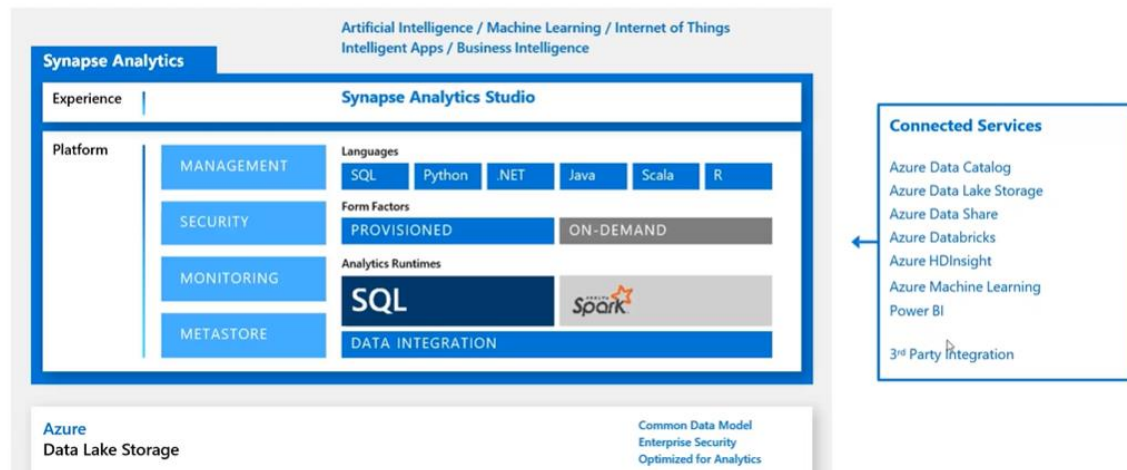 Artificial Intelligence / Machine Learning / Internet of Things
Intelligent Apps / Business Intelligence
Synapse Analytics
Experience
Synapse Analytics Studio
Platform
MANAGEMENT
SECURITY
MONITORING
METASTORE
Languages
SQL
Python
.NET
Java
Scala
R
Form Factors
PROVISIONED
ON-DEMAND
Analytics Runtimes
SQL
APACHE
Spark
DATA INTEGRATION
Connected Services
Azure Data Catalog
Azure Data Lake Storage
Azure Data Share
Azure Databricks
Azure HDInsight
Azure Machine Learning
Power BI
3rd Party Integration
Azure
Data Lake Storage
Common Data Model
Enterprise Security
Optimized for Analytics